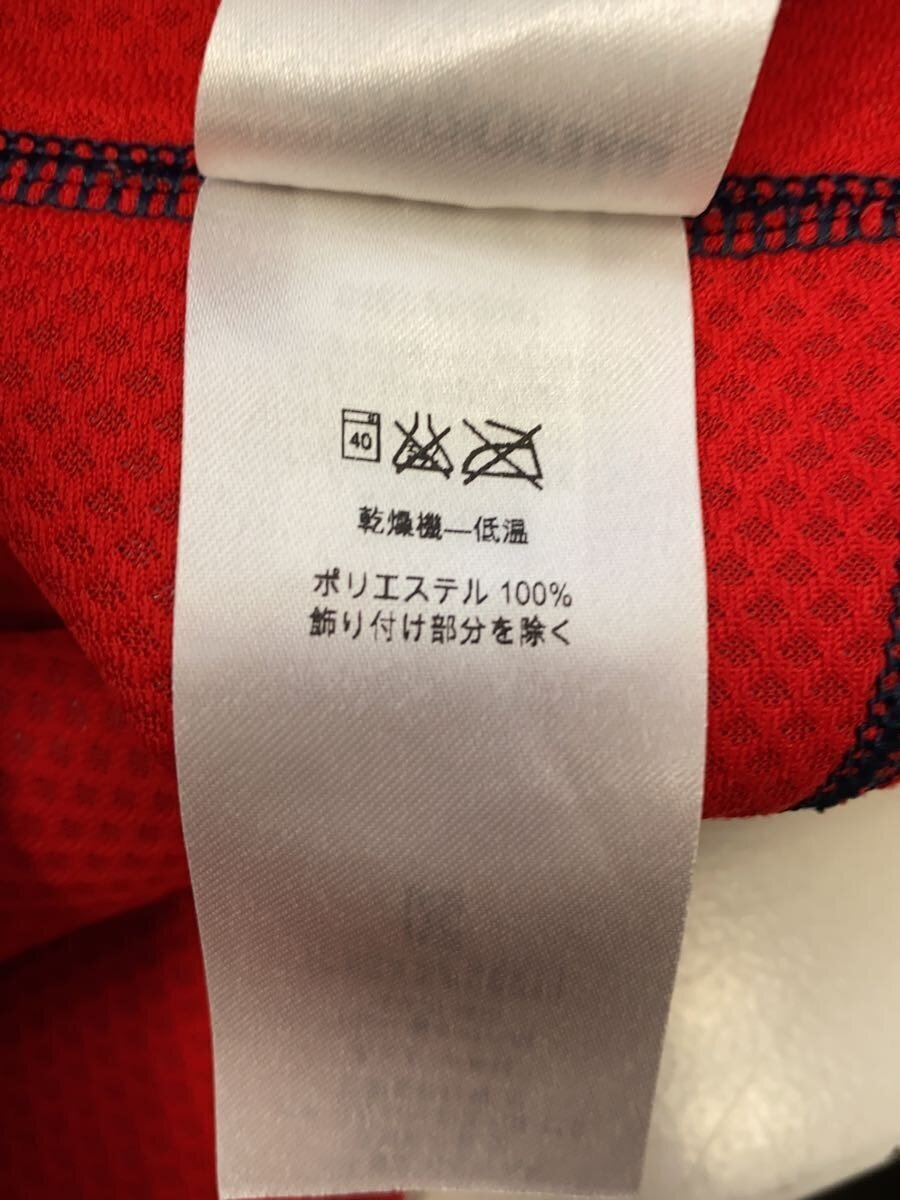 40
乾燥機—低温
ポリエステル 100%
飾り付け部分を除く